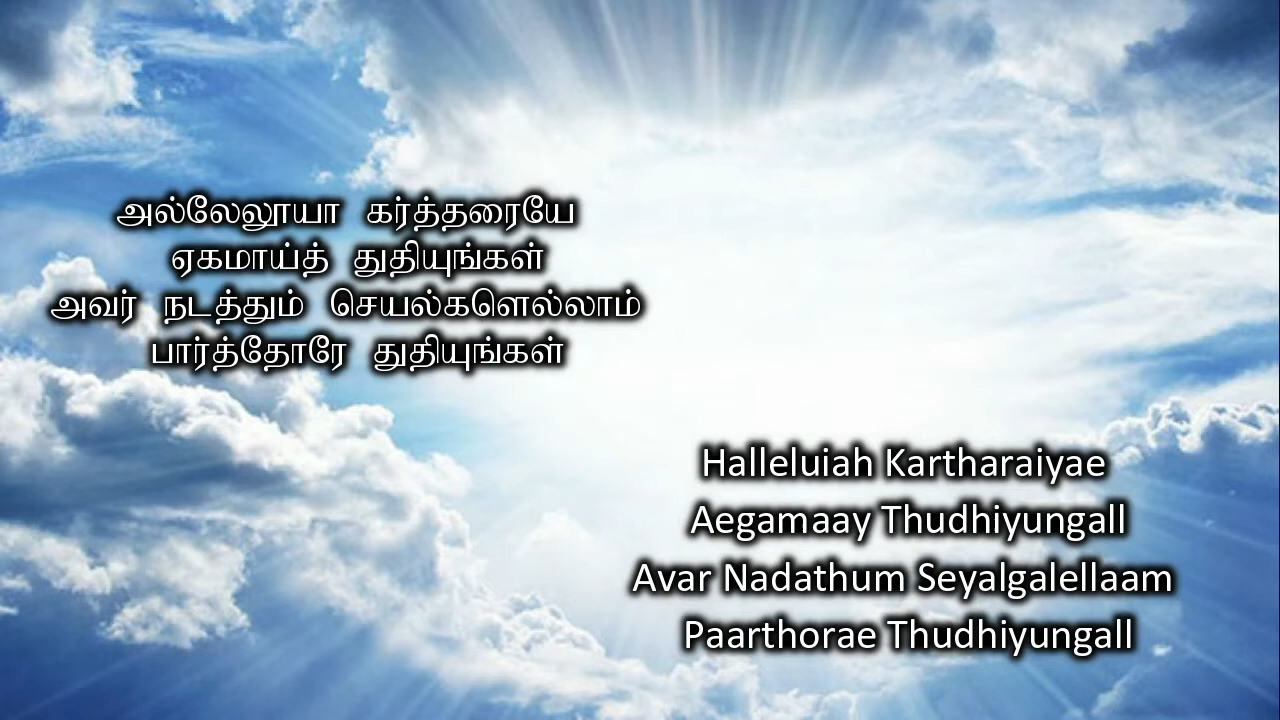 அல்லேலூயா கர்த்தரையே
ஏகமாய்த் துதியுங்கள்
அவர் நடத்தும் செயல்களெல்லாம்
பார்த்தோரே துதியுங்கள்
Halleluiah Kartharaiyae
Aegamaay Thudhiyungall
Avar Nadathum Seyalgalellaam
Paarthorae Thudhiyungall